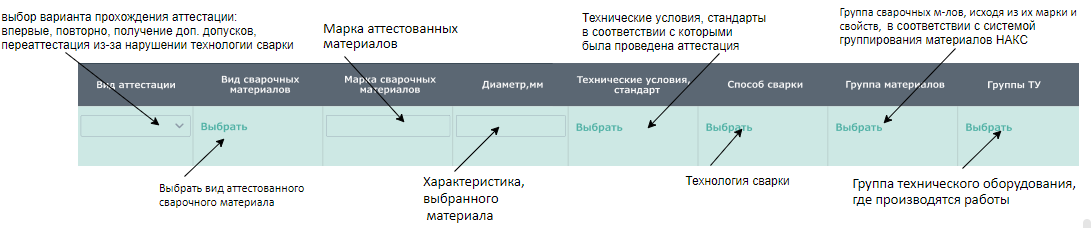 выбор варианта прохождения аттестации:
впервые, повторно, получение доп. допусков,
переаттестация из-за нарушении технологии сварки
Марка аттестованных
материалов
Технические условия, стандарты
в соответствии с которыми
была проведена аттестация
Группа сварочных м-лов, исходя из их марки и
свойств, в соответствии с системой
группирования материалов НАКС
Вид аттестации
Вид сварочных
материалов
Марка сварочных
материалов
Диаметр,мм
Технические условия,
стандарт
Способ сварки
Группа материалов
Группы ТУ
Выбрать
Выбрать
Выбрать
Выбрать
Выбрать
Выбрать вид аттестованного
сварочного материала
Характеристика,
выбранного
материала
Технология сварки
Группа технического оборудования,
где производятся работы